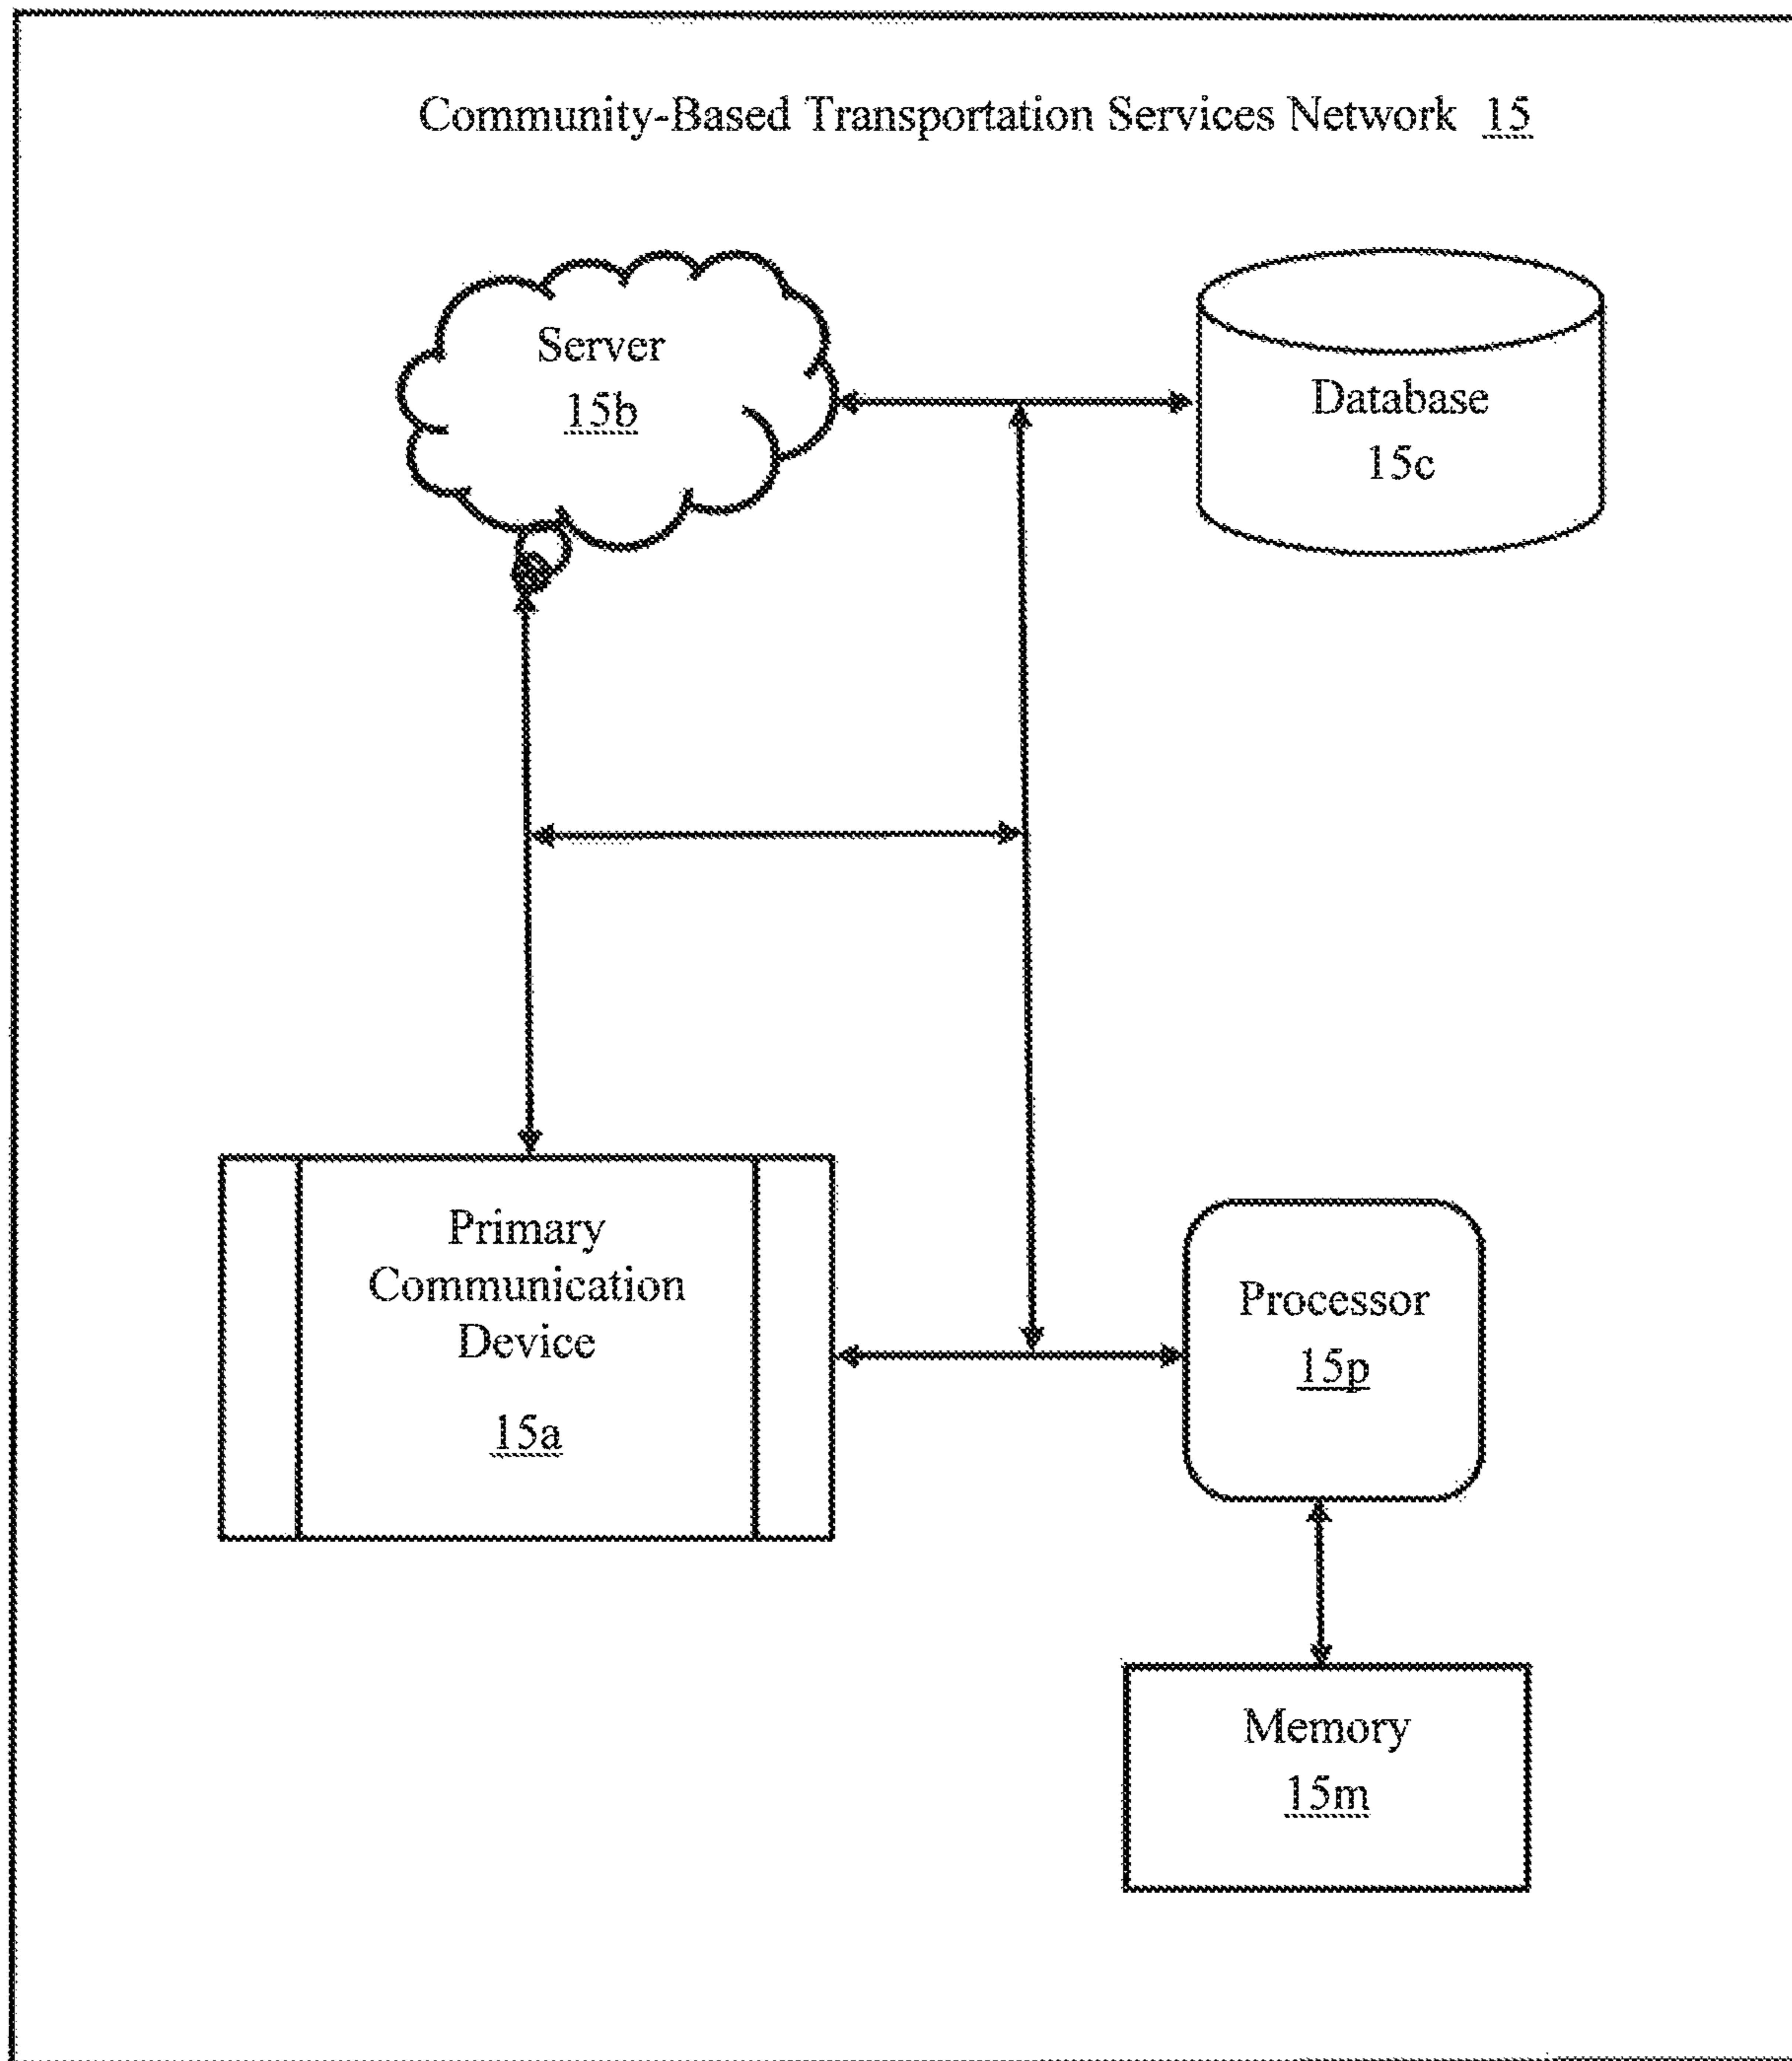 Community-Based Transportation Services Network 15
Server
15b
Database
15c
Primary
Communication
Device
15a
Processor
15p
Memory
15m